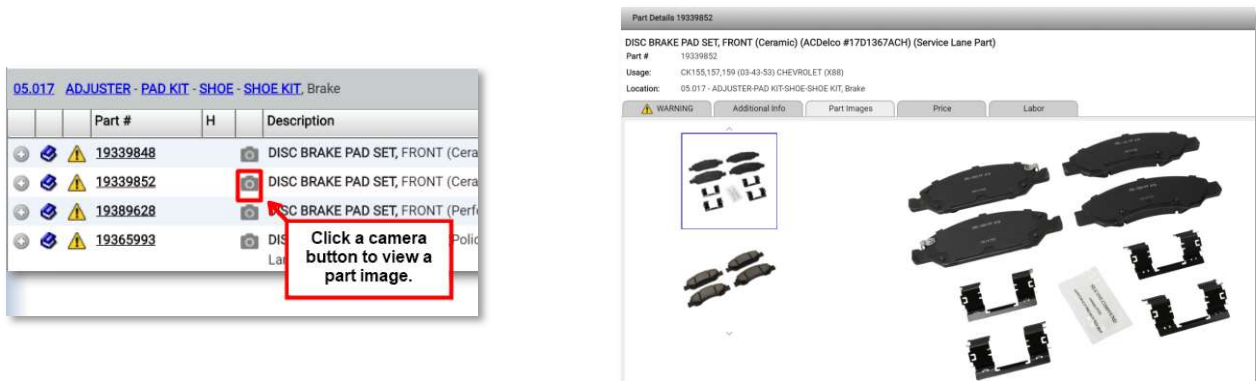 05.017 ADJUSTER - PAD KIT - SHOE - SHOE KIT, Brake
Part # H Description
19339848 DISC BRAKE PAD SET, FRONT (Cera
19339852 DISC BRAKE PAD SET, FRONT (Cera
19389628 DISC BRAKE PAD SET, FRONT (Perfo
19365993 DIS Polic
La
Click a camera
button to view a
part image.
Part Details 19339852
DISC BRAKE PAD SET, FRONT (Ceramic) (ACDelco #17D1367ACH) (Service Lane Part)
Part # 19339852
Usage: CK155,157,159 (03-43-53) CHEVROLET (X88)
Location: 05.017 - ADJUSTER-PAD KIT-SHOE-SHOE KIT, Brake
WARNING Additional Info Part Images Price Labor